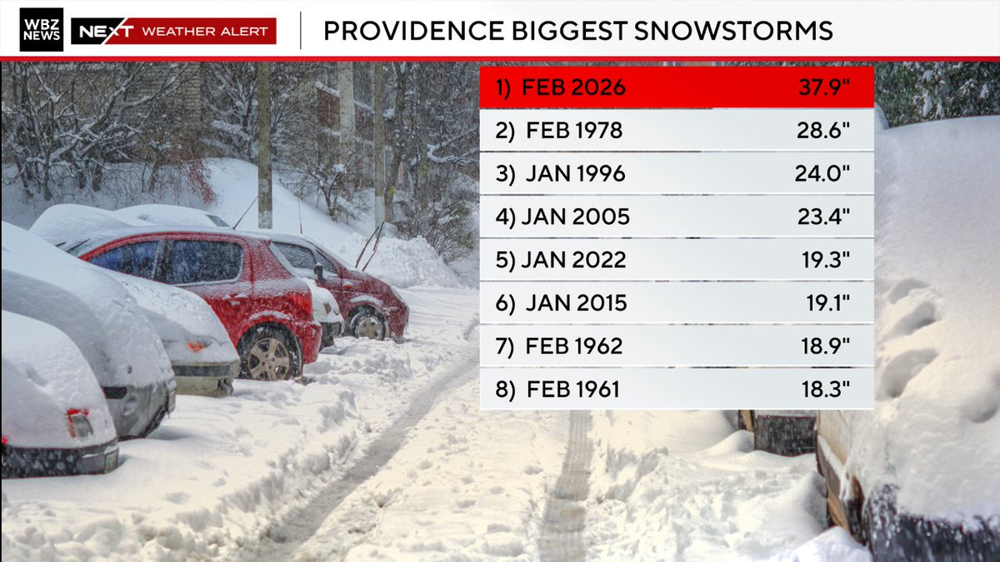 WBZ
NEWS
NEXT WEATHER ALERT
PROVIDENCE BIGGEST SNOWSTORMS
1) FEB 2026 37.9"
2) FEB 1978 28.6"
3) JAN 1996 24.0"
4) JAN 2005 23.4"
5) JAN 2022 19.3"
6) JAN 2015 19.1"
7) FEB 1962 18.9"
8) FEB 1961 18.3"